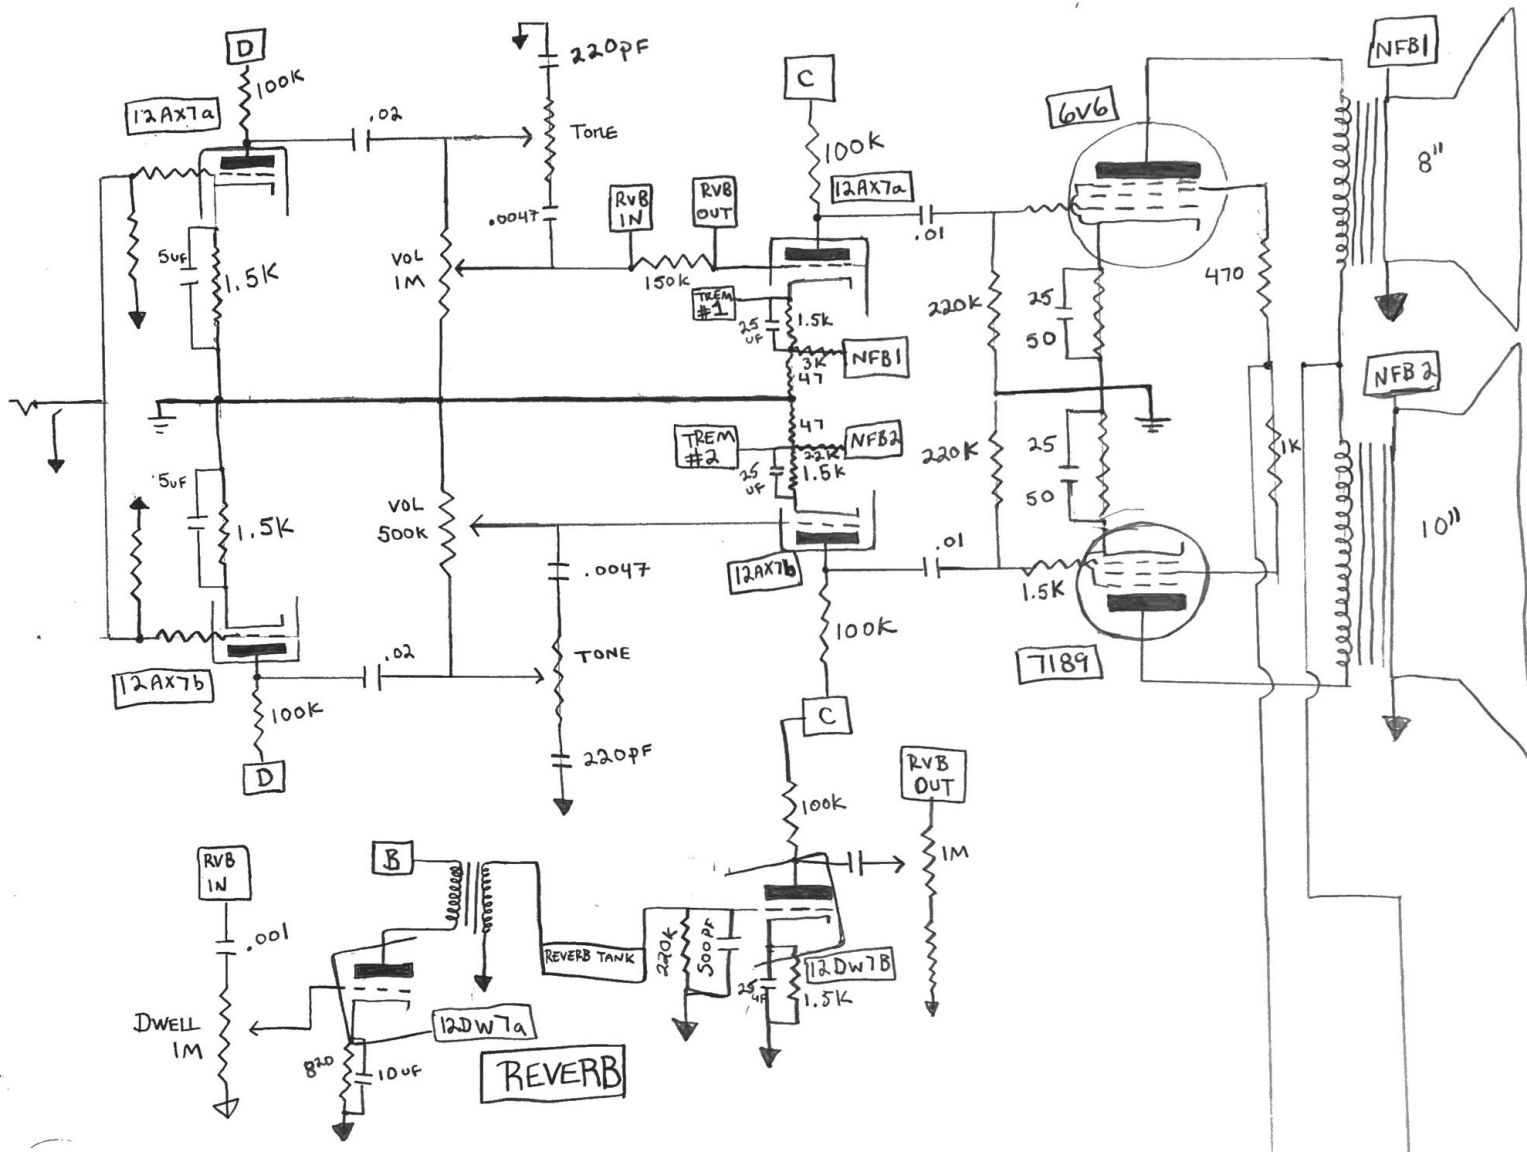 D
100K
12AX7a
.02
220pF
TONE
.0047
5uF
1.5K
VOL
1M
RVB
IN
RVB
OUT
150K
C
100K
12AX7a
.01
TREM
#1
25
UF
1.5K
3K
NFB1
47
6V6
470
220K
25
50
NFB1
8"
NFB2
10"
47
TREM
#2
22K
NFB2
25
UF
1.5K
220K
25
50
1K
5uF
1.5K
VOL
500K
.0047
12AX7b
.01
1.5K
7189
12AX7b
100K
D
.02
TONE
220pF
100K
C
100K
RVB
OUT
1M
RVB
IN
.001
DWELL
1M
B
REVERB TANK
220K
500PF
25
uF
1.5K
12DW7B
12DW7a
820
10uF
REVERB